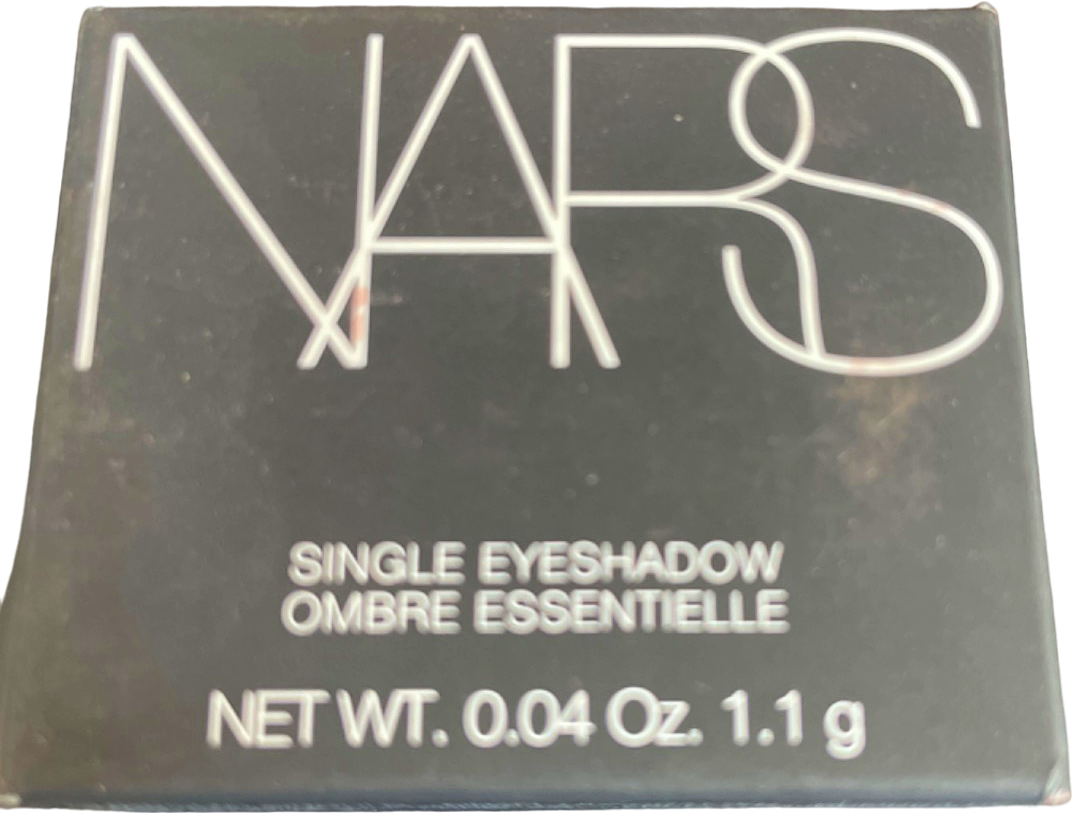 NARS
SINGLE EYESHADOW
OMBRE ESSENTIELLE
NET WT. 0.04 Oz. 1.1 g